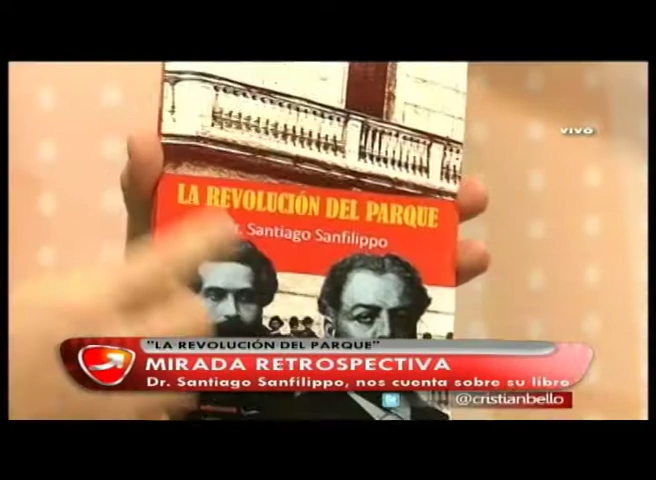 VIVO
LA REVOLUCIÓN DEL PARQUE
Dr. Santiago Sanfilippo
"LA REVOLUCIÓN DEL PARQUE"
MIRADA RETROSPECTIVA
Dr. Santiago Sanfilippo, nos cuenta sobre su libro
@cristianbello